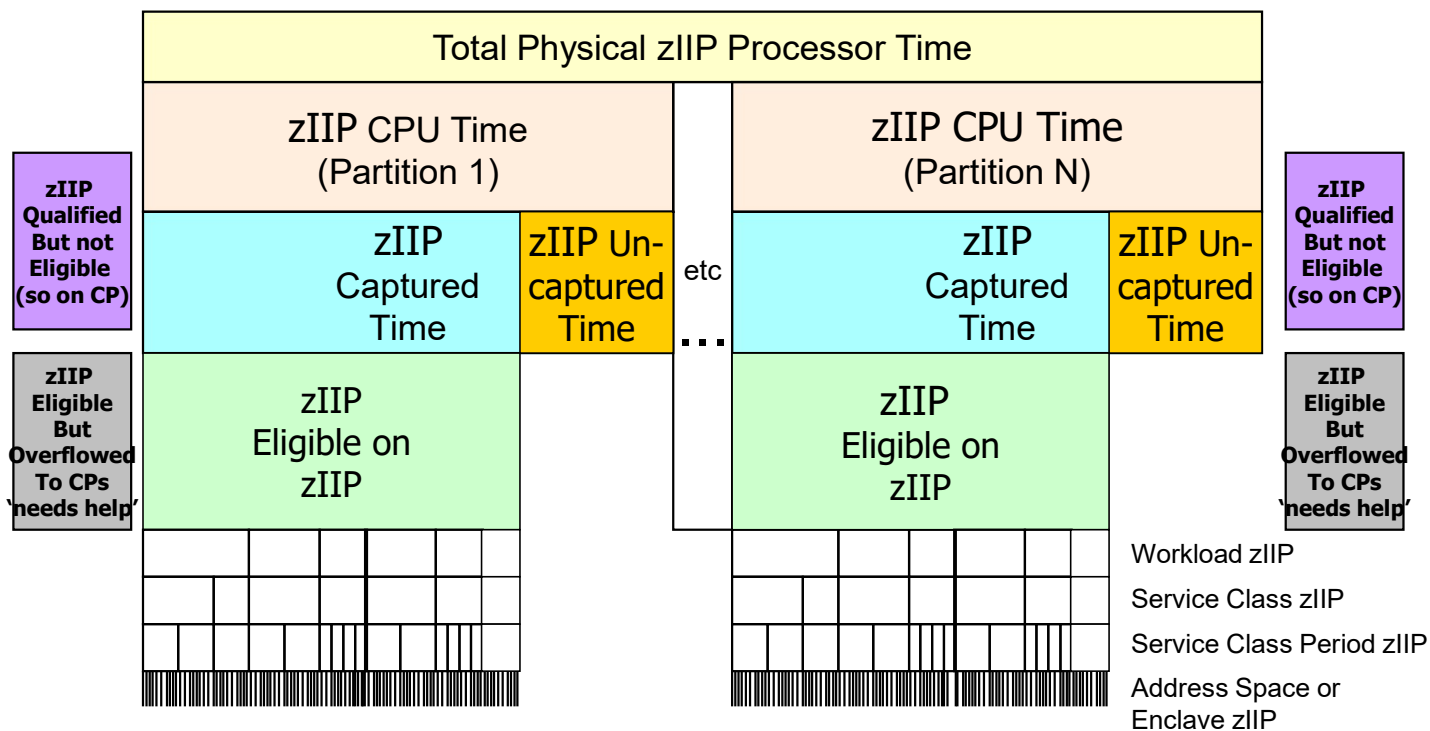 Total Physical zIIP Processor Time
zIIP CPU Time
(Partition 1)
zIIP CPU Time
(Partition N)
zIIP
Qualified
But not
Eligible
(so on CP)
zIIP
Captured
Time
zIIP Un-
captured
Time
etc
...
zIIP
Captured
Time
zIIP Un-
captured
Time
zIIP
Qualified
But not
Eligible
(so on CP)
zIIP
Eligible
But
Overflowed
To CPs
‘needs help’
zIIP
Eligible on
zIIP
zIIP
Eligible on
zIIP
zIIP
Eligible
But
Overflowed
To CPs
‘needs help’
Workload zIIP
Service Class zIIP
Service Class Period zIIP
Address Space or
Enclave zIIP